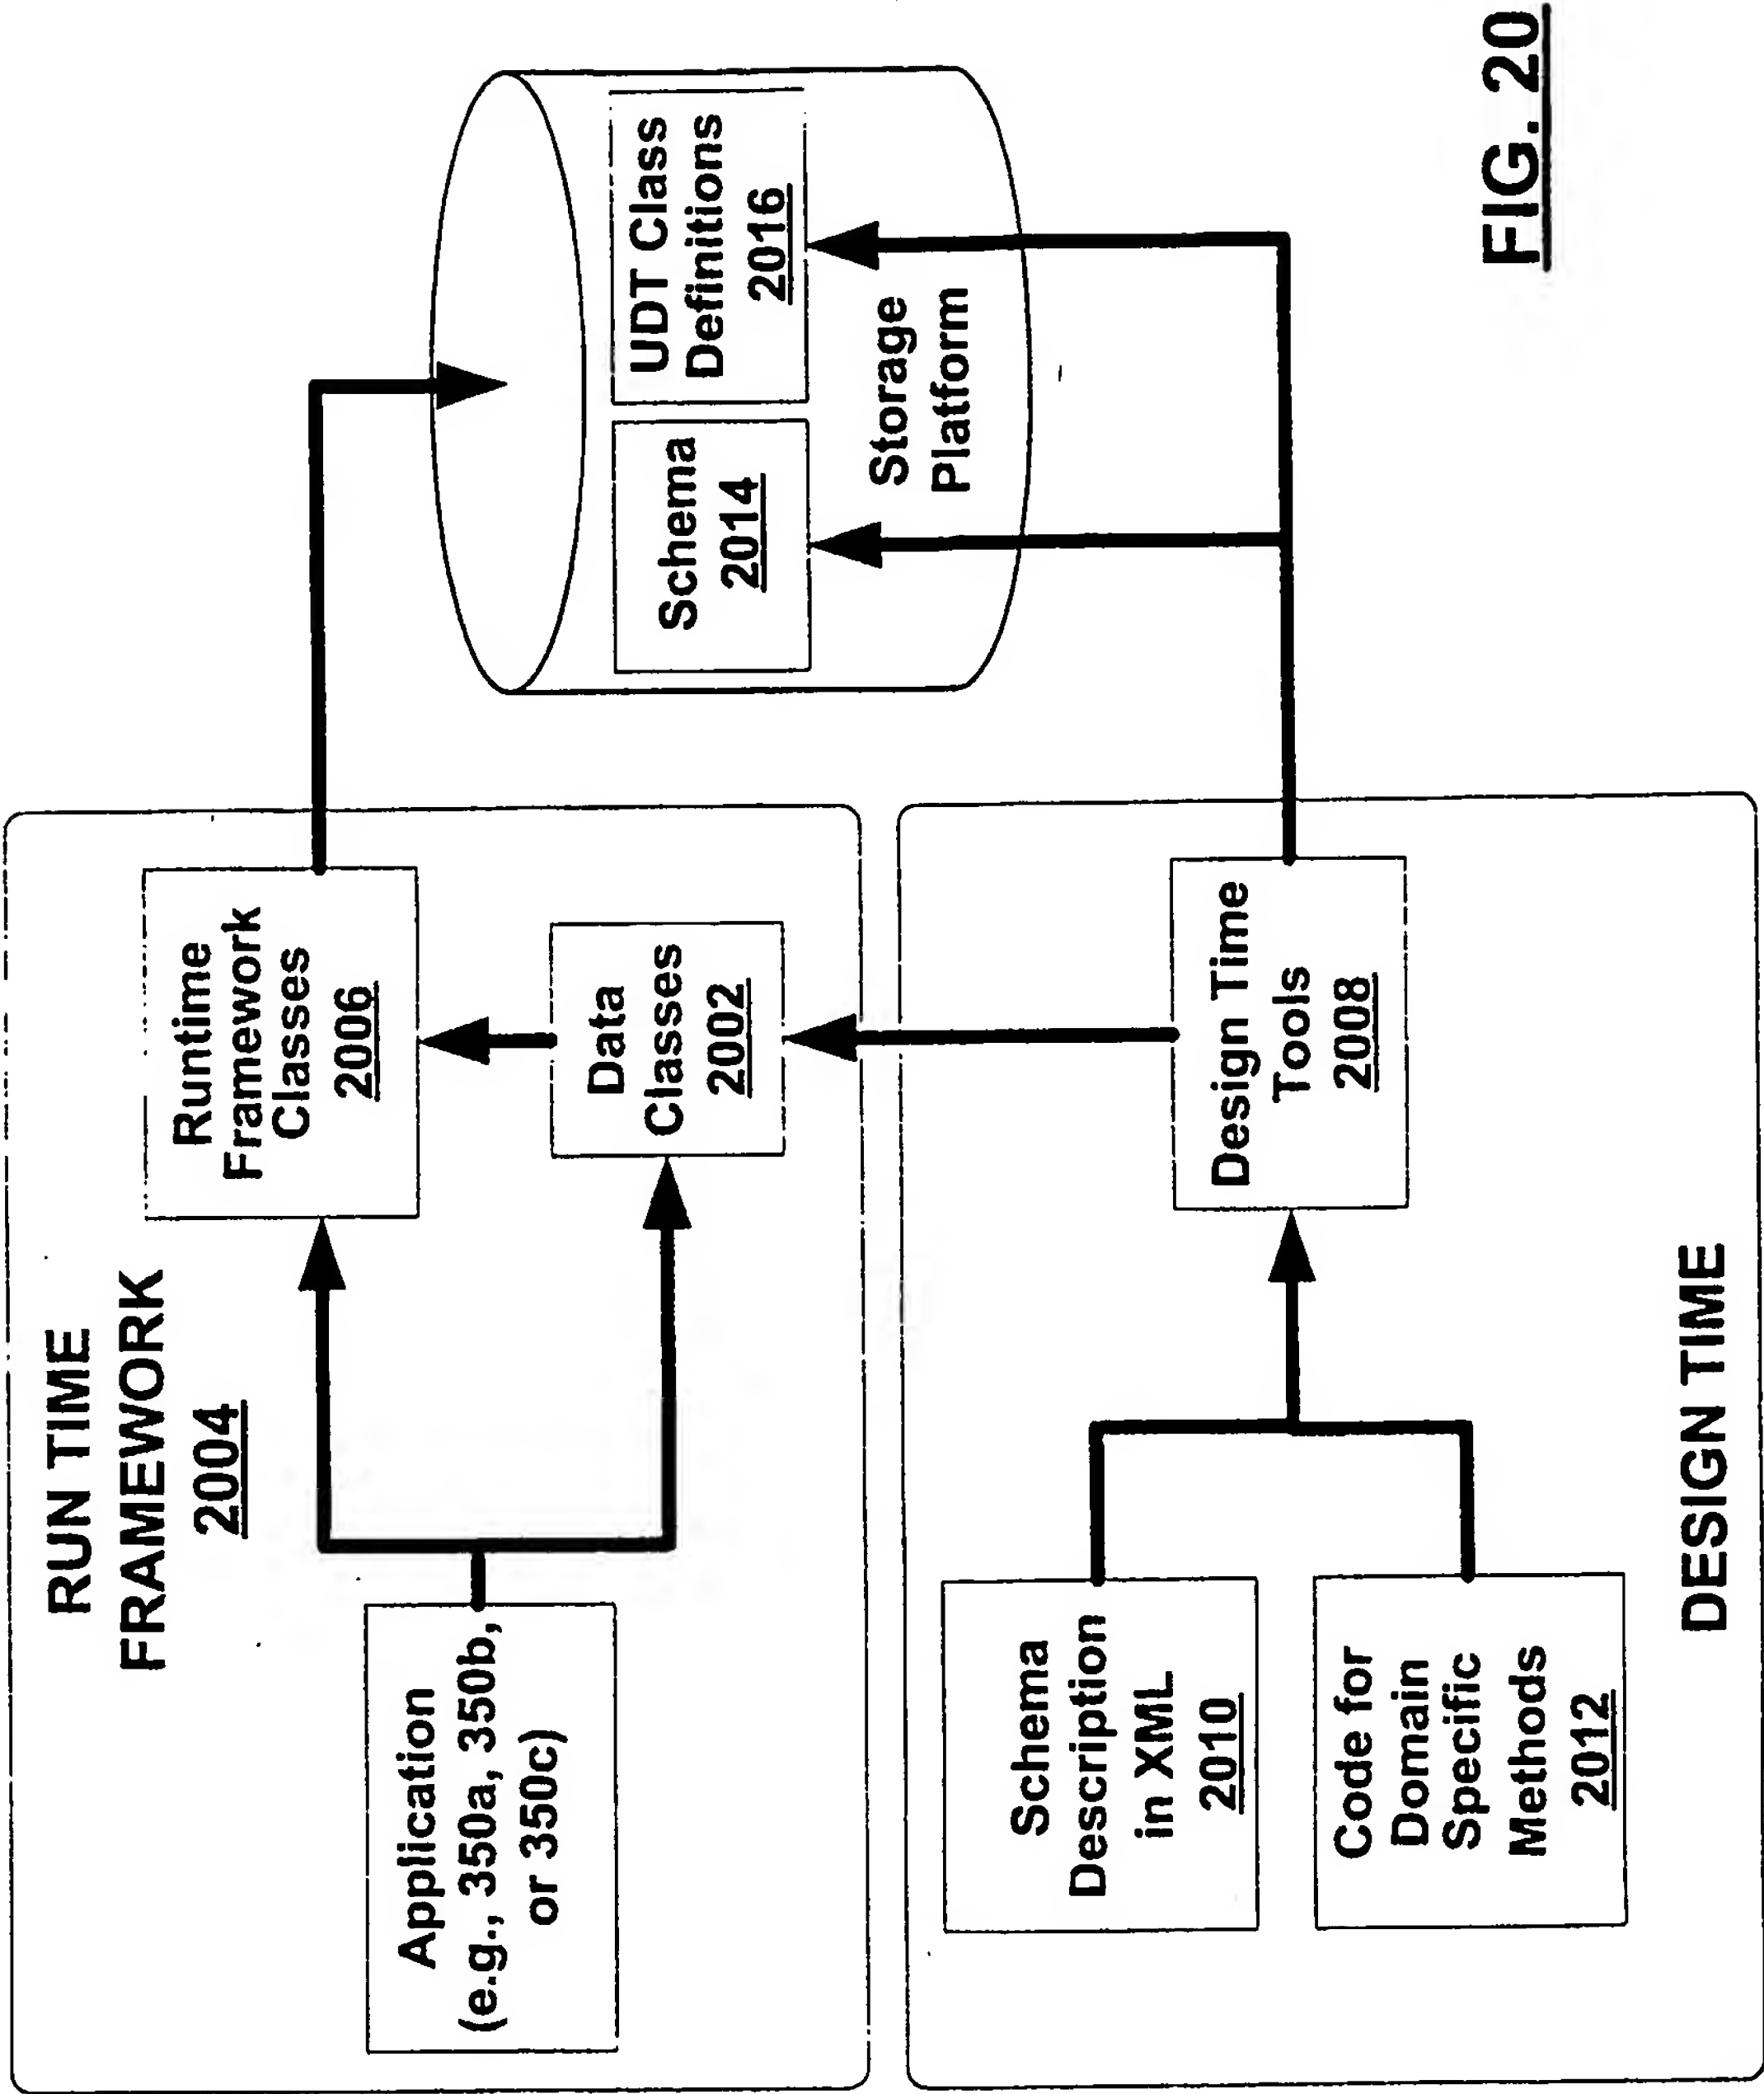 RUN TIME
FRAMEWORK
2004
Application
(e.g., 350a, 350b,
or 350c)
Runtime
Framework
Classes
2006
Data
Classes
2002
Schema
Description
in XML
2010
Code for
Domain
Specific
Methods
2012
Design Time
Tools
2008
DESIGN TIME
Schema
2014
UDT Class
Definitions
2016
Storage
Platform
FIG. 20